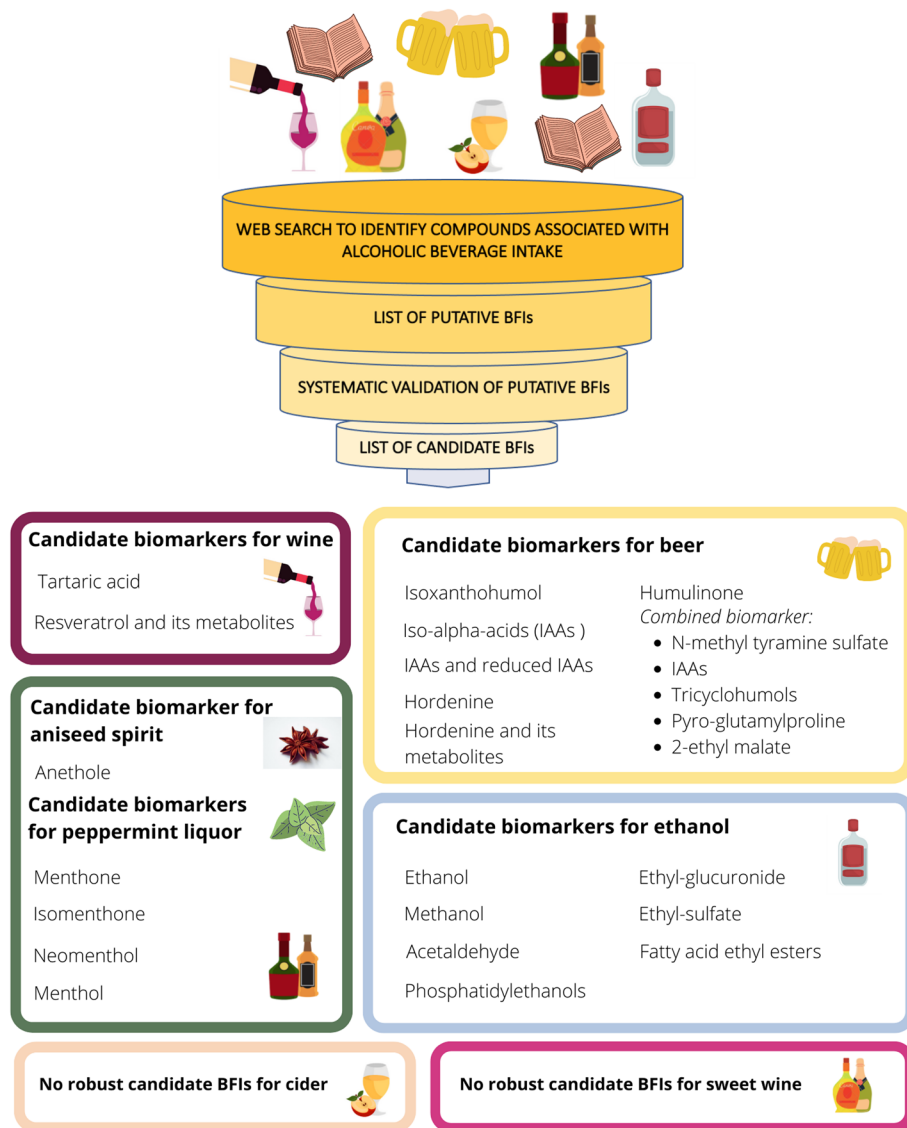 WEB SEARCH TO IDENTIFY COMPOUNDS ASSOCIATED WITH
ALCOHOLIC BEVERAGE INTAKE
LIST OF PUTATIVE BFIs
SYSTEMATIC VALIDATION OF PUTATIVE BFIs
LIST OF CANDIDATE BFIs
Candidate biomarkers for wine
Tartaric acid
Resveratrol and its metabolites
Candidate biomarker for
aniseed spirit
Anethole
Candidate biomarkers
for peppermint liquor
Menthone
Isomenthone
Neomenthol
Menthol
Candidate biomarkers for beer
Isoxanthohumol
Iso-alpha-acids (IAAs )
IAAs and reduced IAAs
Hordenine
Hordenine and its
metabolites
Humulinone
Combined biomarker:
• N-methyl tyramine sulfate
• IAAs
• Tricyclohumols
• Pyro-glutamylproline
• 2-ethyl malate
Candidate biomarkers for ethanol
Ethanol
Methanol
Acetaldehyde
Phosphatidylethanols
Ethyl-glucuronide
Ethyl-sulfate
Fatty acid ethyl esters
No robust candidate BFIs for cider
No robust candidate BFIs for sweet wine